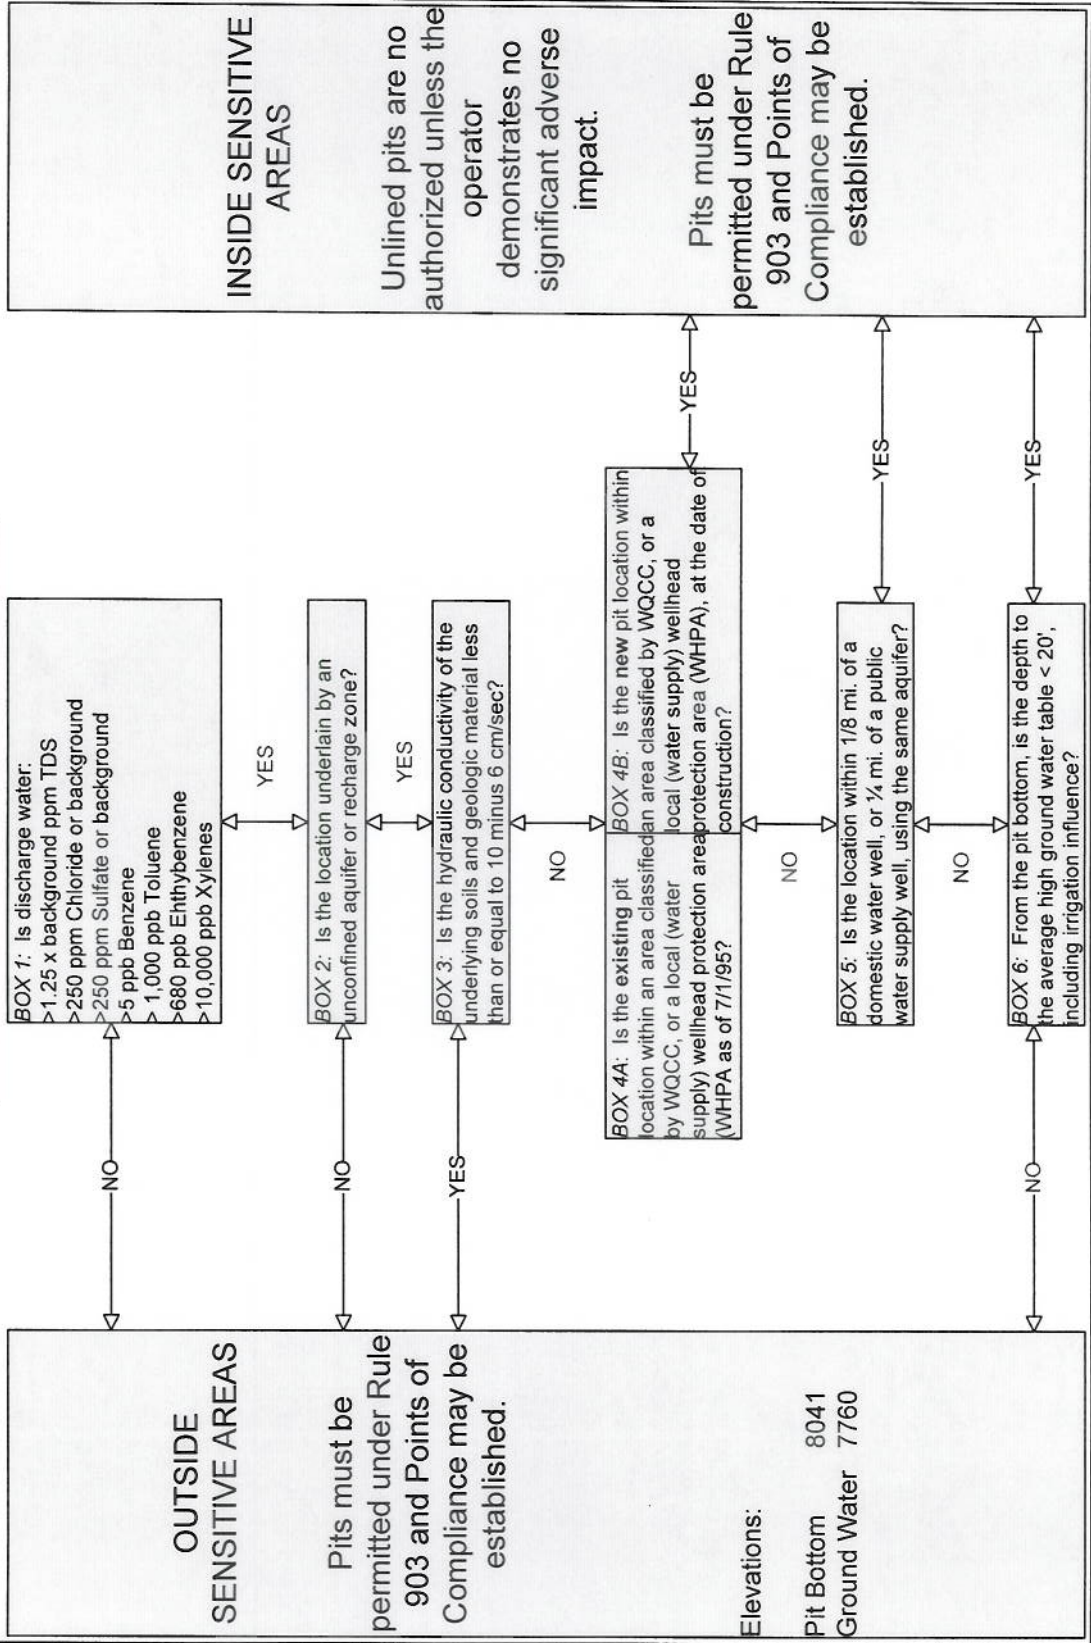 OUTSIDE
SENSITIVE AREAS
Pits must be
permitted under Rule
903 and Points of
Compliance may be
established.
Elevations:
Pit Bottom 8041
Ground Water 7760
NO
NO
YES
NO
BOX 1: Is discharge water:
>1.25 x background ppm TDS
>250 ppm Chloride or background
>250 ppm Sulfate or background
>5 ppb Benzene
> 1,000 ppb Toluene
>680 ppb Ehthybenzene
>10,000 ppb Xylenes
YES
BOX 2: Is the location underlain by an
unconfined aquifer or recharge zone?
YES
BOX 3: Is the hydraulic conductivity of the
underlying soils and geologic material less
than or equal to 10 minus 6 cm/sec?
NO
BOX 4A: Is the existing pit
location within an area classified
by WQCC, or a local (water
supply) wellhead protection area
(WHPA as of 7/1/95?
BOX 4B: Is the new pit location within
an area classified by WQCC, or a
local (water supply) wellhead
protection area (WHPA), at the date of
construction?
NO
BOX 5: Is the location within 1/8 mi. of a
domestic water well, or ¼ mi. of a public
water supply well, using the same aquifer?
NO
BOX 6: From the pit bottom, is the depth to
the average high ground water table < 20',
including irrigation influence?
YES
YES
YES
INSIDE SENSITIVE
AREAS
Unlined pits are no
authorized unless the
operator
demonstrates no
significant adverse
impact.
Pits must be
permitted under Rule
903 and Points of
Compliance may be
established.